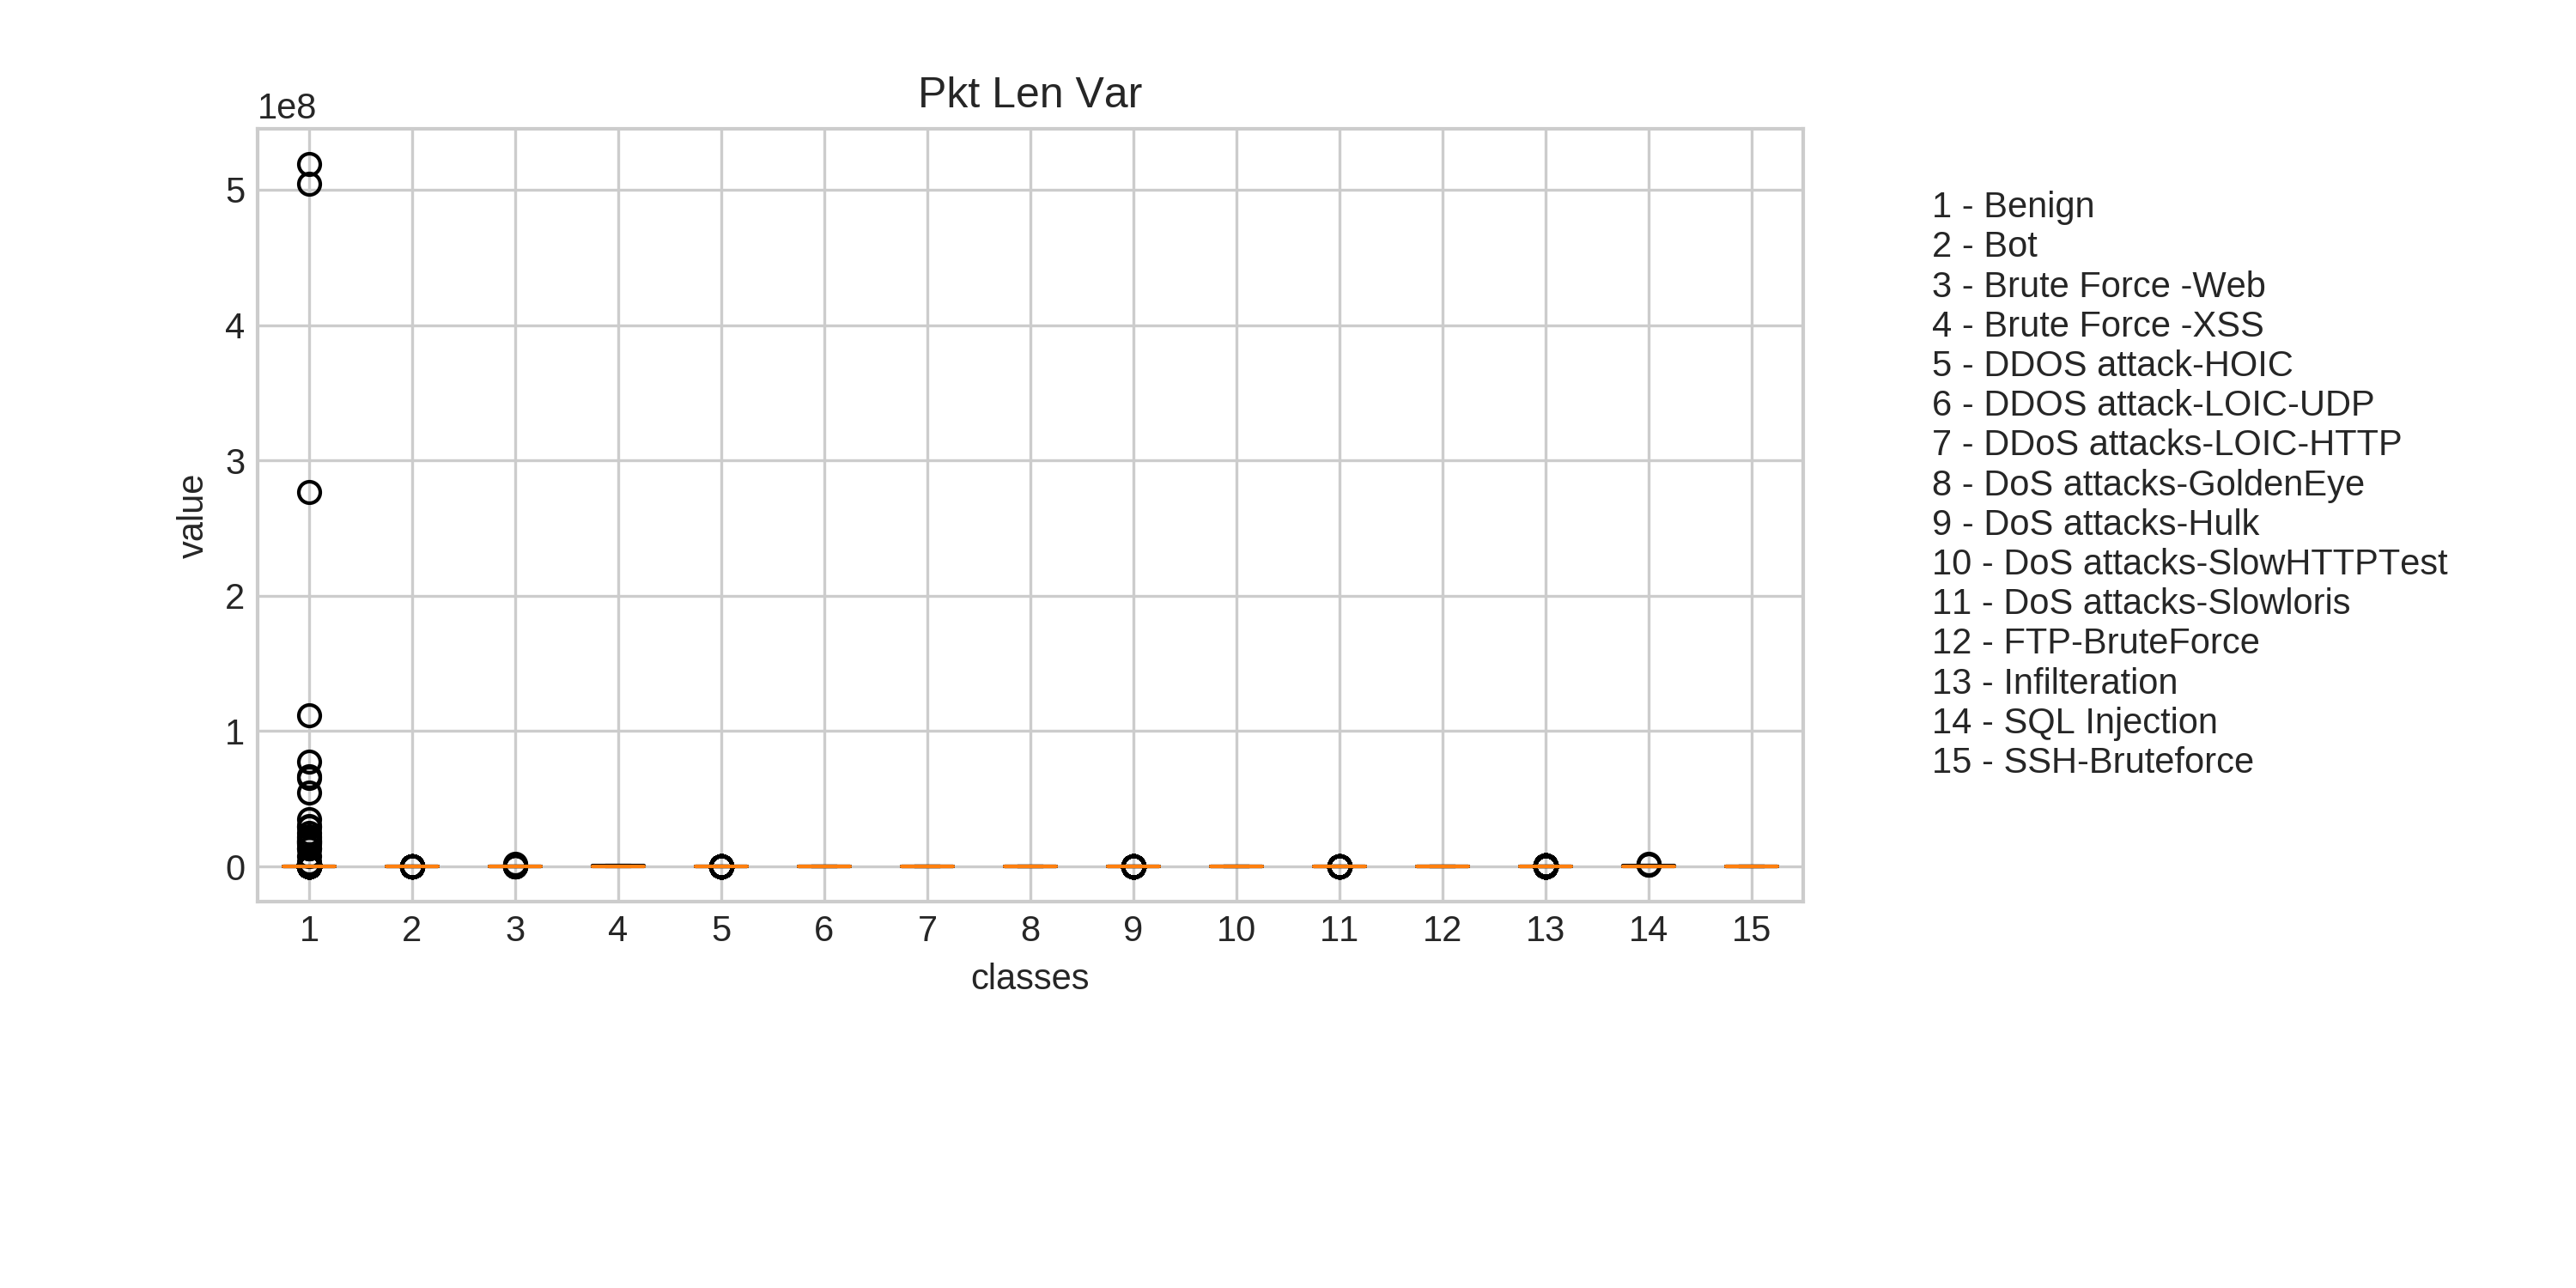 Pkt Len Var
1e8
5
4
3
2
1
0
value
1 2 3 4 5 6 7 8 9 10 11 12 13 14 15
classes
1 - Benign
2 - Bot
3 - Brute Force -Web
4 - Brute Force -XSS
5 - DDOS attack-HOIC
6 - DDOS attack-LOIC-UDP
7 - DDoS attacks-LOIC-HTTP
8 - DoS attacks-GoldenEye
9 - DoS attacks-Hulk
10 - DoS attacks-SlowHTTPTest
11 - DoS attacks-Slowloris
12 - FTP-BruteForce
13 - Infilteration
14 - SQL Injection
15 - SSH-Bruteforce